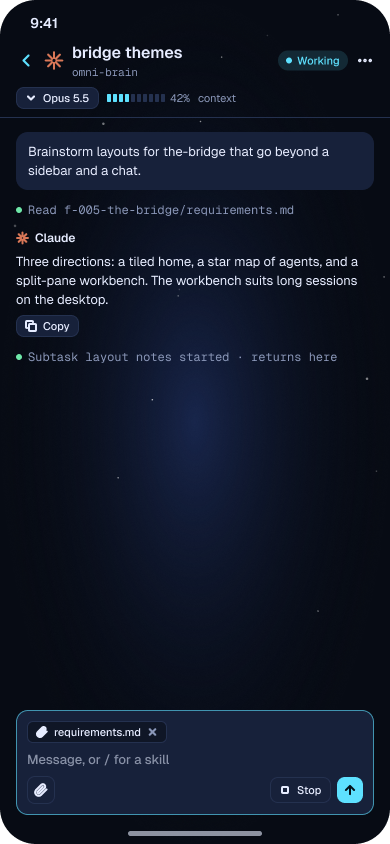 9:41
bridge themes
omni-brain
Working
Opus 5.5
42% context
Brainstorm layouts for the-bridge that go beyond a
sidebar and a chat.
Read f-005-the-bridge/requirements.md
Claude
Three directions: a tiled home, a star map of agents, and a
split-pane workbench. The workbench suits long sessions
on the desktop.
Copy
Subtask layout notes started · returns here
requirements.md
Message, or / for a skill
Stop